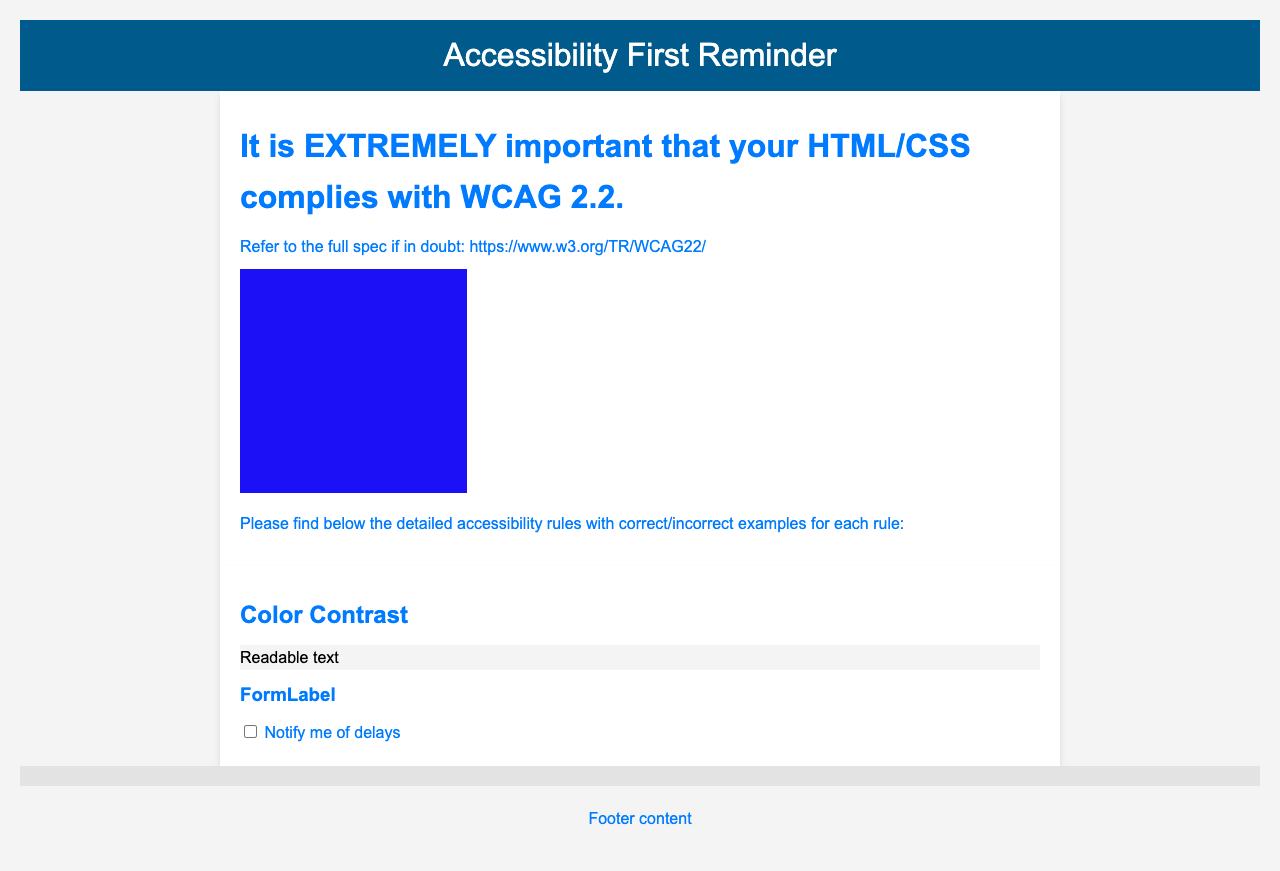 Accessibility First Reminder
It is EXTREMELY important that your HTML/CSS
complies with WCAG 2.2.
Refer to the full spec if in doubt: https://www.w3.org/TR/WCAG22/
Please find below the detailed accessibility rules with correct/incorrect examples for each rule:
Color Contrast
Readable text
FormLabel
Notify me of delays
Footer content